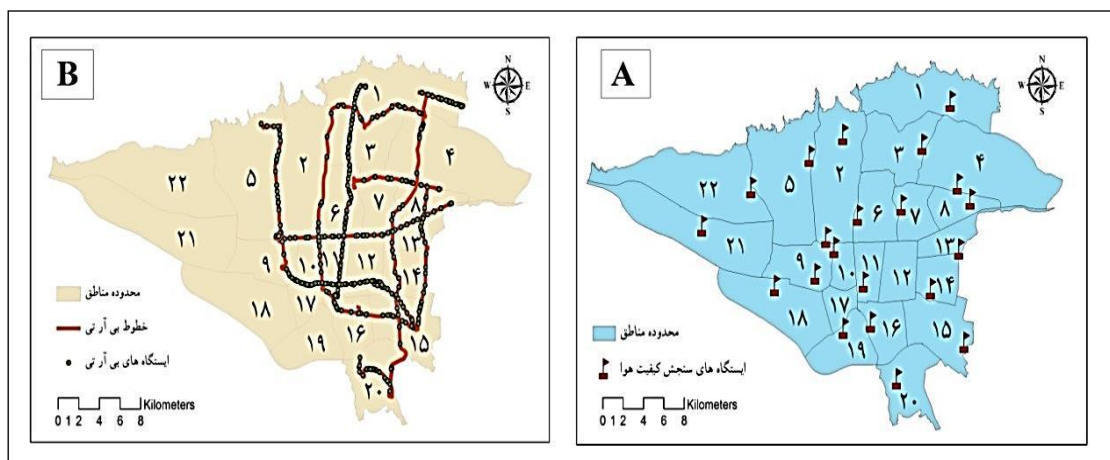 B
N
W E
S
۱
۲
۳
۴
۵
۶
۷
۸
۲۲
۲۱
۹
۱۰
۱۱
۱۲
۱۳
۱۴
۱۸
۱۷
۱۶
۱۵
۱۹
۲۰
محدوده مناطق
خطوط بی آر تی
ایستگاه های بی آر تی
Kilometers
0 1 2 4 6 8
A
N
W E
S
۱
۲
۳
۴
۵
۶
۷
۸
۲۲
۲۱
۹
۱۰
۱۱
۱۲
۱۳
۱۴
۱۸
۱۷
۱۶
۱۵
۱۹
۲۰
محدوده مناطق
ایستگاه های سنجش کیفیت هوا
Kilometers
0 1 2 4 6 8